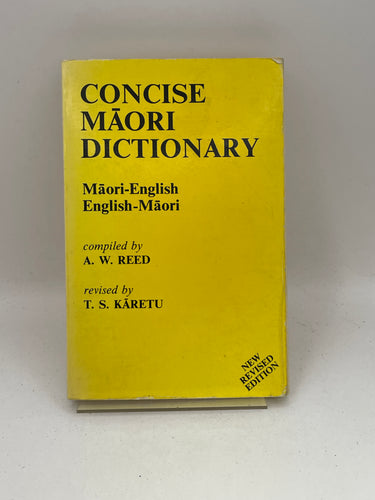 CONCISE
MĀORI
DICTIONARY
Māori-English
English-Māori
compiled by
A. W. REED
revised by
T. S. KĀRETU
NEW
REVISED
EDITION